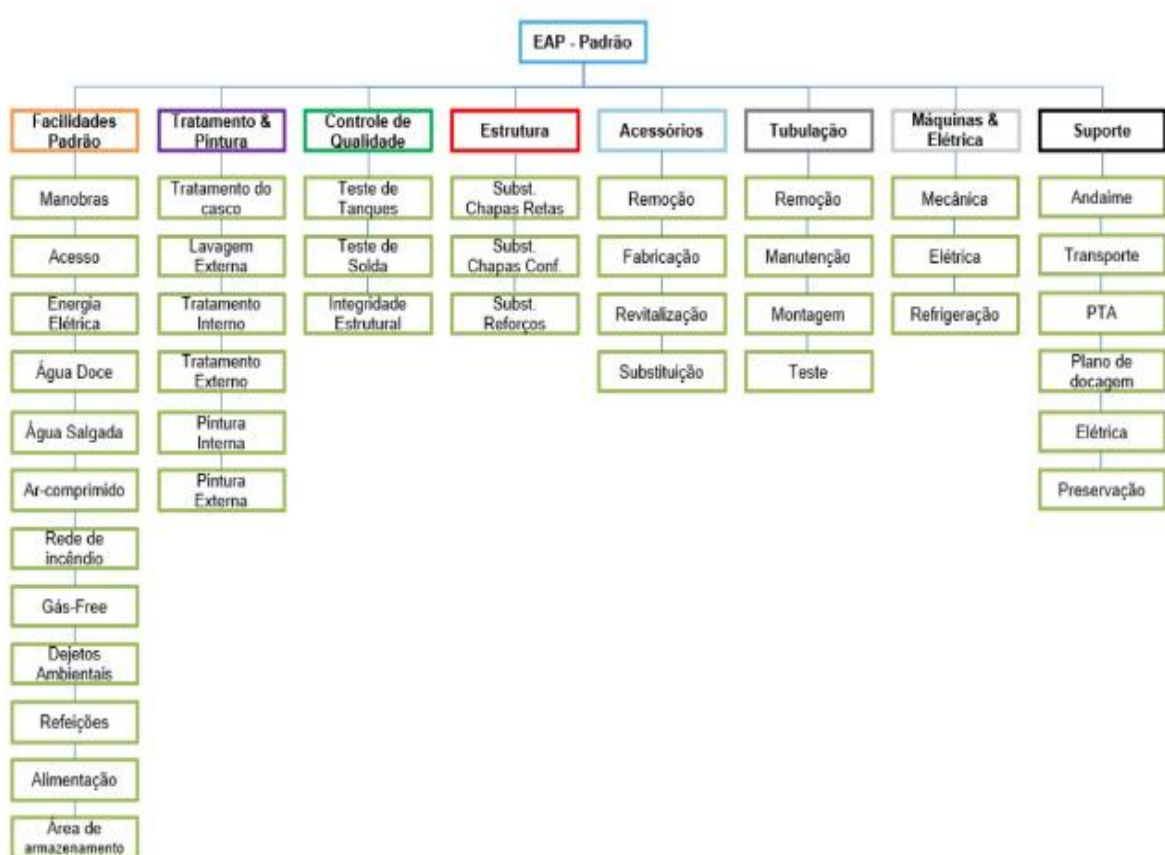 EAP - Padrão
Facilidades
Padrão
Manobras
Acesso
Energia
Elétrica
Água Doce
Água Salgada
Ar-comprimido
Rede de
incêndio
Gás-Free
Dejetos
Ambientais
Refeições
Alimentação
Área de
armazenamento
Tratamento &
Pintura
Tratamento do
casco
Lavagem
Externa
Tratamento
Interno
Tratamento
Externo
Pintura
Interna
Pintura
Externa
Controle de
Qualidade
Teste de
Tanques
Teste de
Solda
Integridade
Estrutural
Estrutura
Subst.
Chapas Retas
Subst.
Chapas Conf.
Subst.
Reforços
Acessórios
Remoção
Fabricação
Revitalização
Substituição
Tubulação
Remoção
Manutenção
Montagem
Teste
Máquinas &
Elétrica
Mecânica
Elétrica
Refrigeração
Suporte
Andaime
Transporte
PTA
Plano de
docagem
Elétrica
Preservação